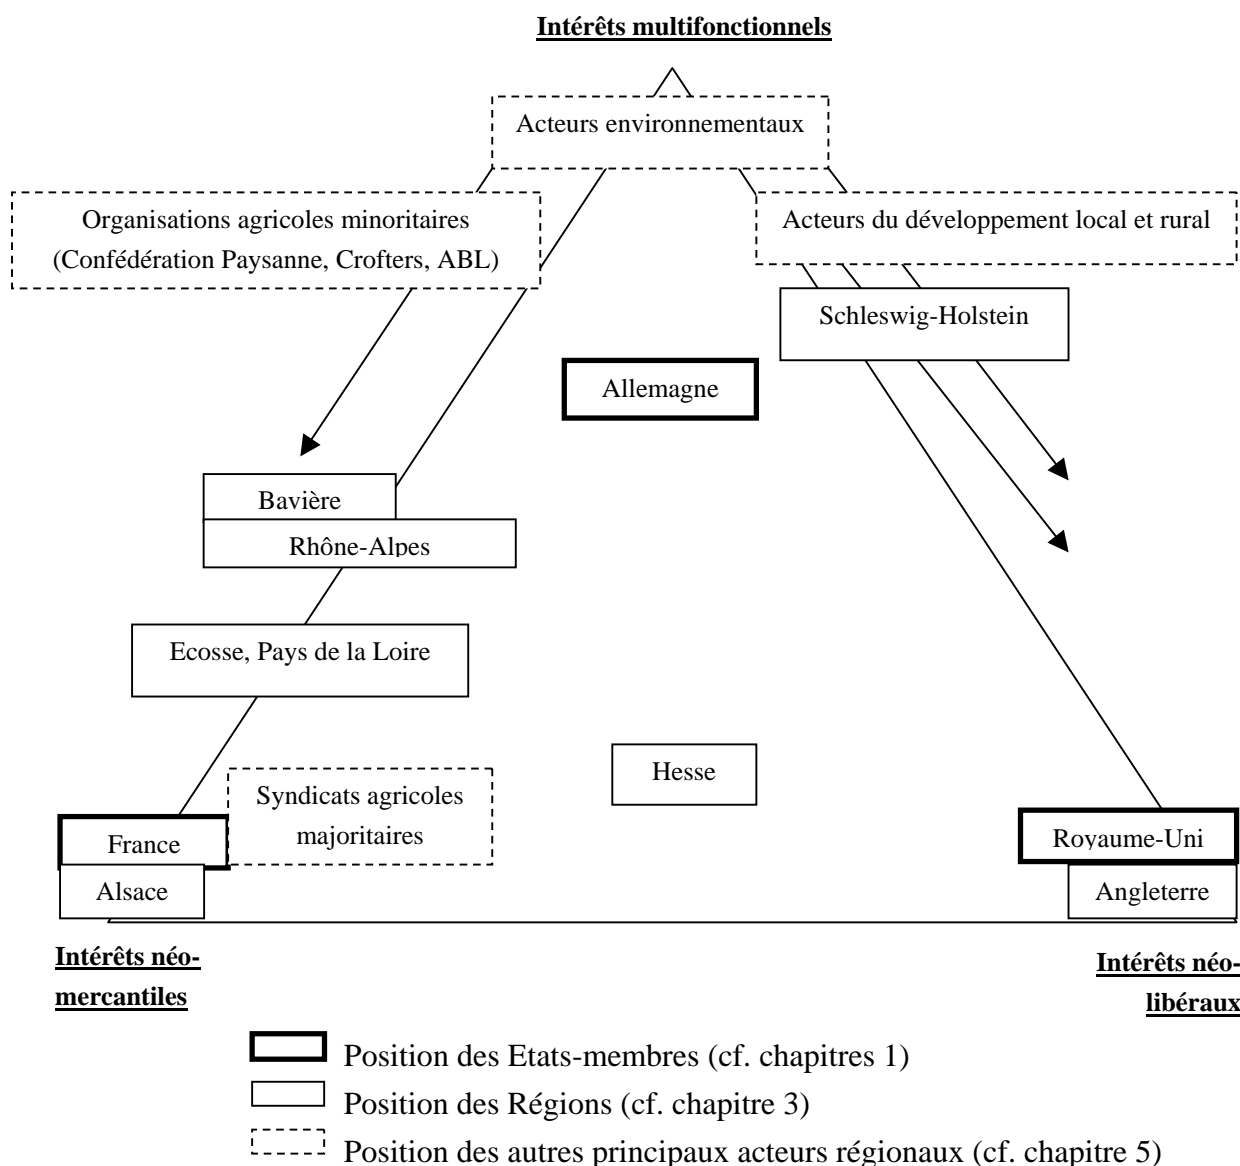 Intérêts multifonctionnels
Acteurs environnementaux
Organisations agricoles minoritaires
(Confédération Paysanne, Crofters, ABL)
Acteurs du développement local et rural
Schleswig-Holstein
Allemagne
Bavière
Rhône-Alpes
Ecosse, Pays de la Loire
Hesse
Syndicats agricoles
majoritaires
France
Alsace
Royaume-Uni
Angleterre
Intérêts néo-
mercantiles
Intérêts néo-
libéraux
Position des Etats-membres (cf. chapitres 1)
Position des Régions (cf. chapitre 3)
Position des autres principaux acteurs régionaux (cf. chapitre 5)